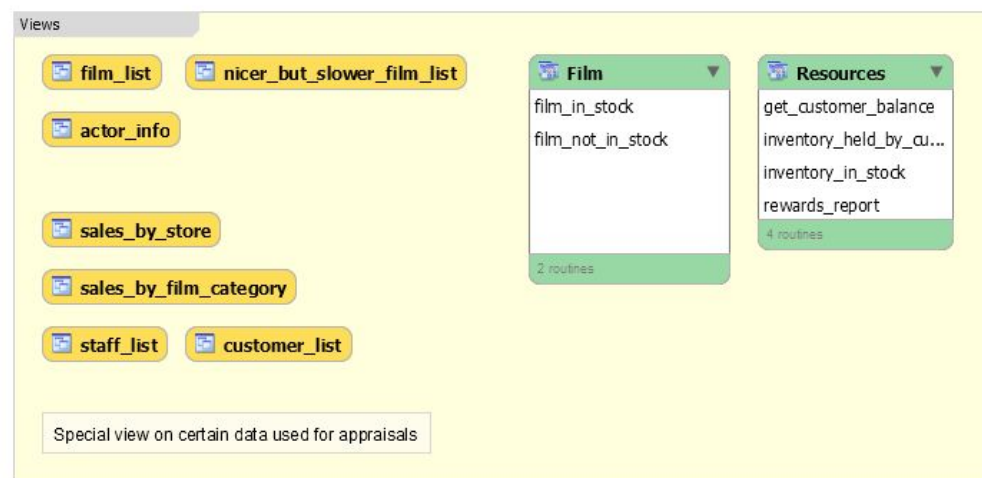 Views
film_list
nicer_but_slower_film_list
actor_info
sales_by_store
sales_by_film_category
staff_list
customer_list
Special view on certain data used for appraisals
Film
film_in_stock
film_not_in_stock
2 routines
Resources
get_customer_balance
inventory_held_by_cu...
inventory_in_stock
rewards_report
4 routines